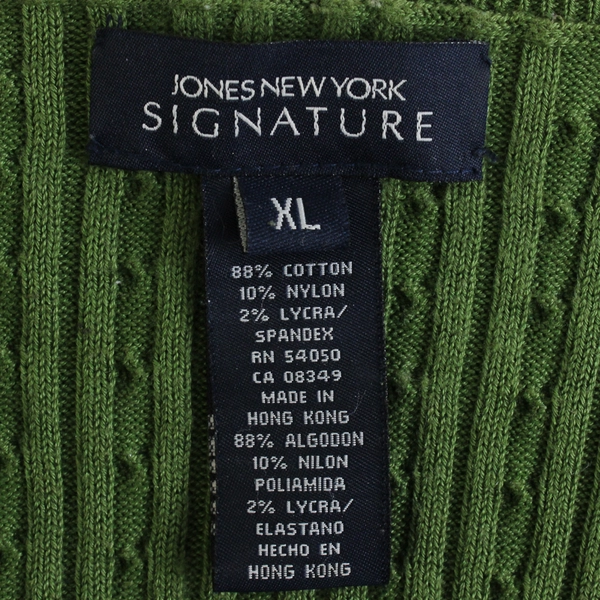 JONES NEW YORK
SIGNATURE
XL
88% COTTON
10% NYLON
2% LYCRA/
SPANDEX
RN 54050
CA 08349
MADE IN
HONG KONG
88% ALGODON
10% NILON
POLIAMIDA
2% LYCRA/
ELASTANO
HECHO EN
HONG KONG